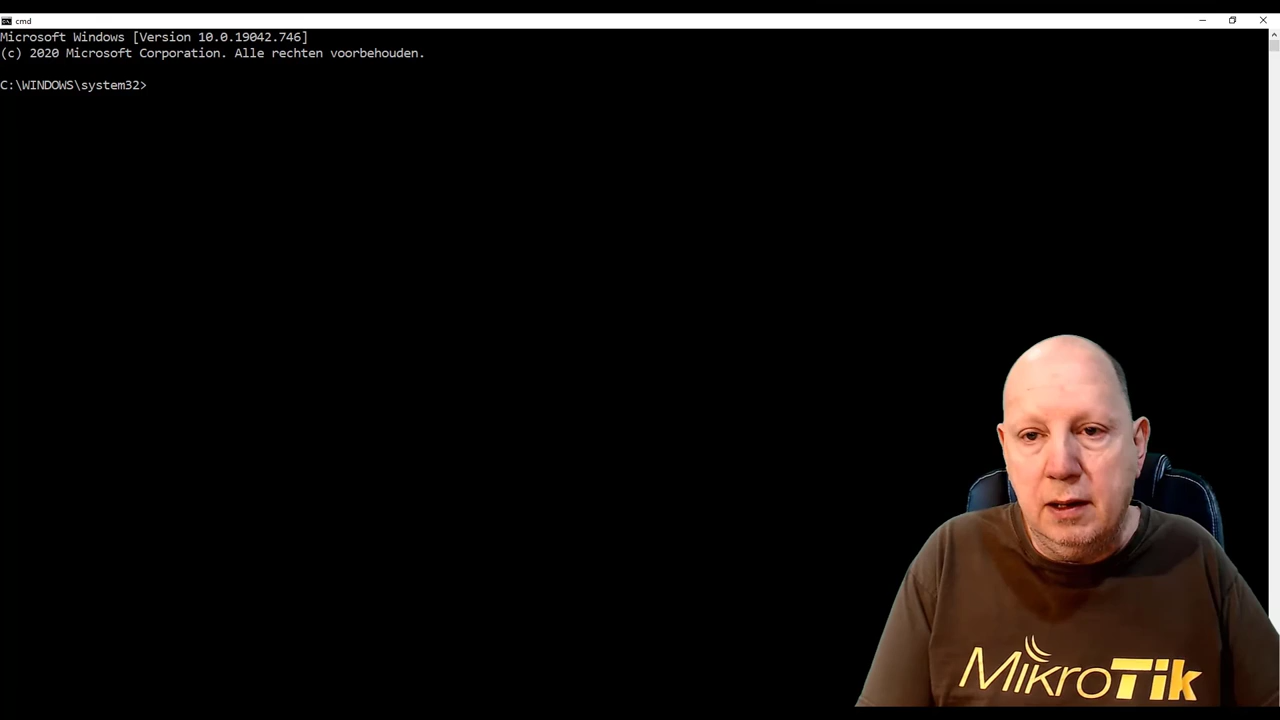 cmd
Microsoft Windows [Version 10.0.19042.746]
(c) 2020 Microsoft Corporation. Alle rechten voorbehouden.
C:\WINDOWS\system32>
MikroTik